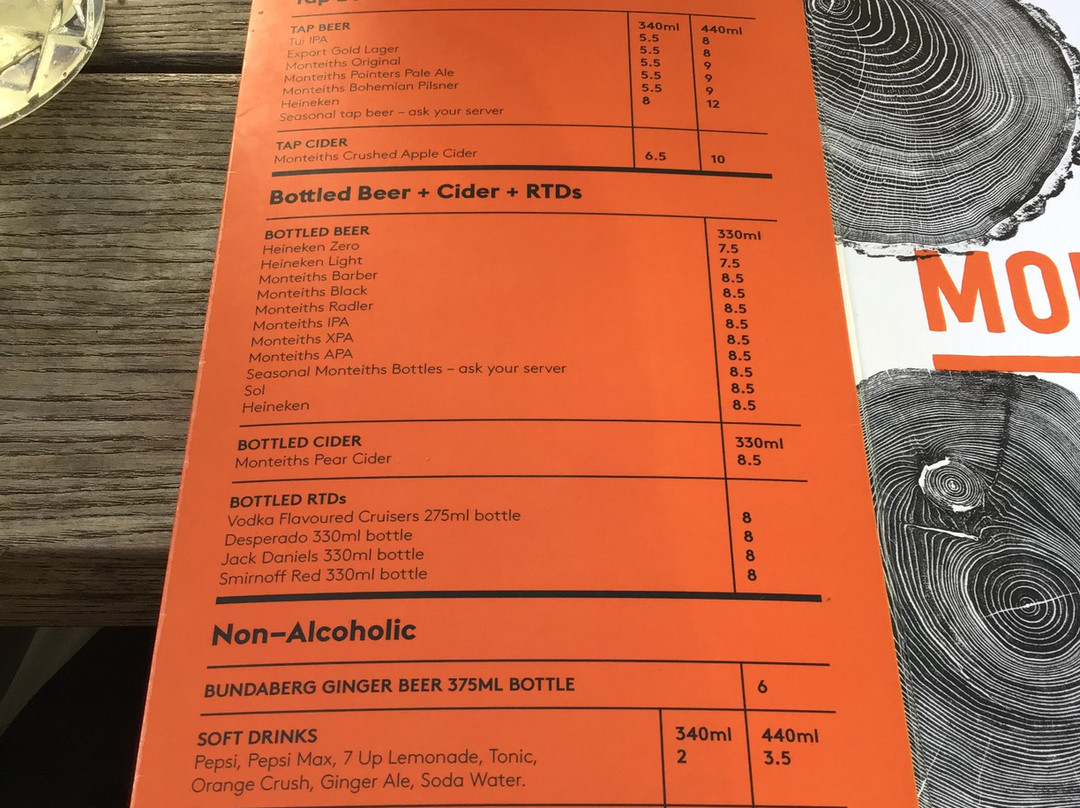 TAP BEER 340ml 440ml
Tui IPA 5.5 8
Export Gold Lager 5.5 8
Monteiths Original 5.5 9
Monteiths Pointers Pale Ale 5.5 9
Monteiths Bohemian Pilsner 5.5 9
Heineken 8 12
Seasonal tap beer – ask your server
TAP CIDER
Monteiths Crushed Apple Cider 6.5 10
Bottled Beer + Cider + RTDs
BOTTLED BEER 330ml
Heineken Zero 7.5
Heineken Light 7.5
Monteiths Barber 8.5
Monteiths Black 8.5
Monteiths Radler 8.5
Monteiths IPA 8.5
Monteiths XPA 8.5
Monteiths APA 8.5
Seasonal Monteiths Bottles – ask your server 8.5
Sol 8.5
Heineken 8.5
BOTTLED CIDER 330ml
Monteiths Pear Cider 8.5
BOTTLED RTDs
Vodka Flavoured Cruisers 275ml bottle 8
Desperado 330ml bottle 8
Jack Daniels 330ml bottle 8
Smirnoff Red 330ml bottle 8
Non–Alcoholic
BUNDABERG GINGER BEER 375ML BOTTLE 6
SOFT DRINKS 340ml 440ml
Pepsi, Pepsi Max, 7 Up Lemonade, Tonic, 2 3.5
Orange Crush, Ginger Ale, Soda Water.
MO